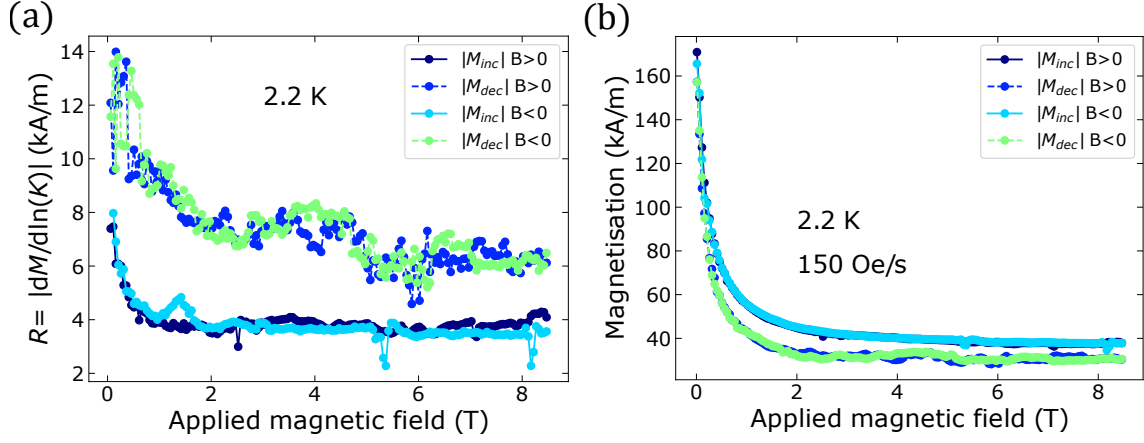 (a)
R= |dM/dln(K)| (kA/m)
14
12
10
8
6
4
2
0
2
4
6
8
Applied magnetic field (T)
2.2 K
|M_inc| B>0
|M_dec| B>0
|M_inc| B<0
|M_dec| B<0
(b)
Magnetisation (kA/m)
160
140
120
100
80
60
40
20
0
2
4
6
8
Applied magnetic field (T)
2.2 K
150 Oe/s
|M_inc| B>0
|M_dec| B>0
|M_inc| B<0
|M_dec| B<0